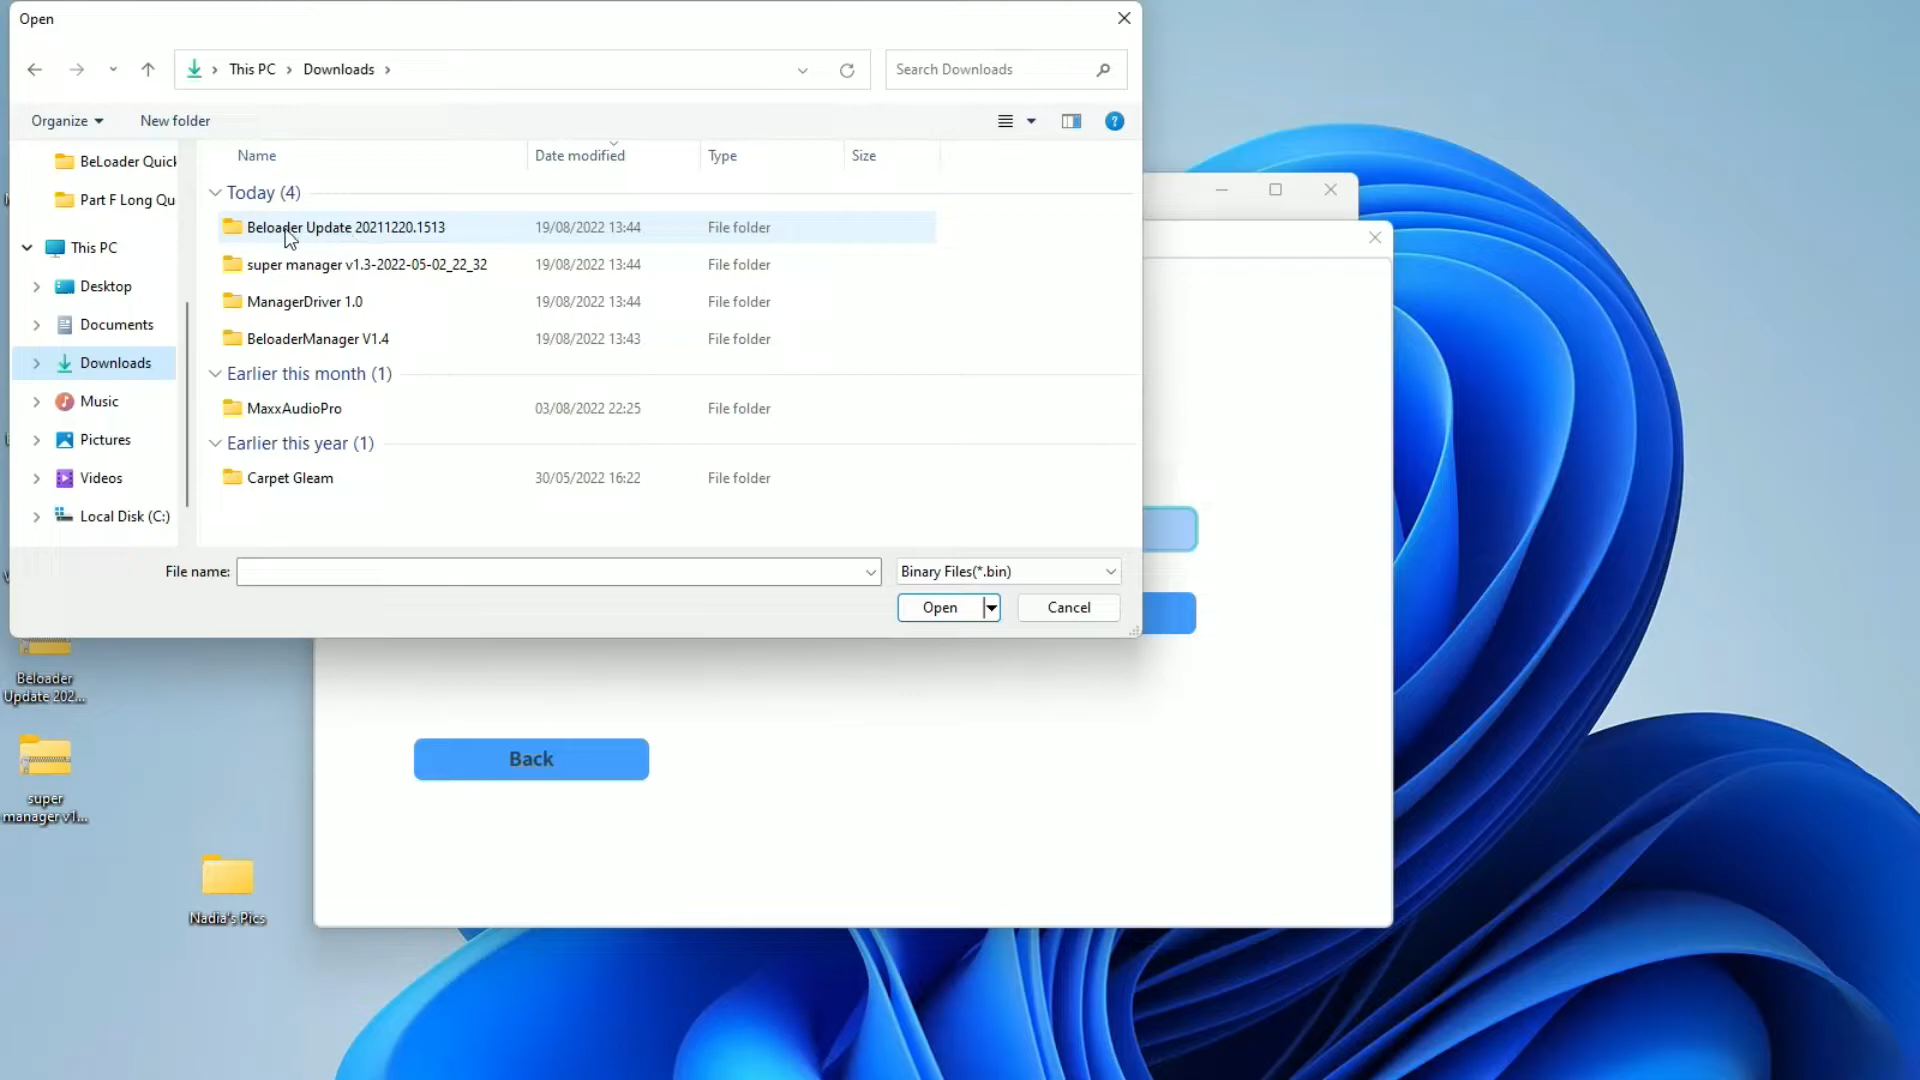 Open
This PC
Downloads
Search Downloads
Organize
New folder
Name
Date modified
Type
Size
BeLoader Quick
Part F Long Qu
This PC
Desktop
Documents
Downloads
Music
Pictures
Videos
Local Disk (C:)
Today (4)
Beloader Update 20211220.1513 19/08/2022 13:44 File folder
super manager v1.3-2022-05-02_22_32 19/08/2022 13:44 File folder
ManagerDriver 1.0 19/08/2022 13:44 File folder
BeloaderManager V1.4 19/08/2022 13:43 File folder
Earlier this month (1)
MaxxAudioPro 03/08/2022 22:25 File folder
Earlier this year (1)
Carpet Gleam 30/05/2022 16:22 File folder
File name:
Binary Files(*.bin)
Open
Cancel
Beloader
Update 202...
super
manager v1...
Nadia's Pics
Back